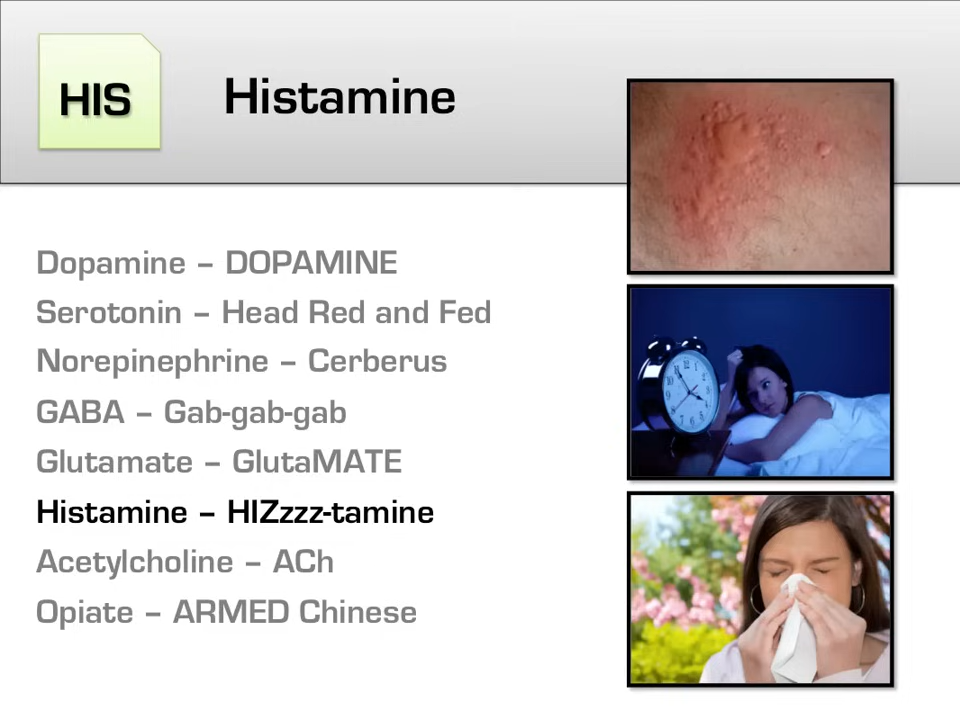 HIS
Histamine
Dopamine – DOPAMINE
Serotonin – Head Red and Fed
Norepinephrine – Cerberus
GABA – Gab-gab-gab
Glutamate – GlutaMATE
Histamine – HIZzzz-tamine
Acetylcholine – ACh
Opiate – ARMED Chinese